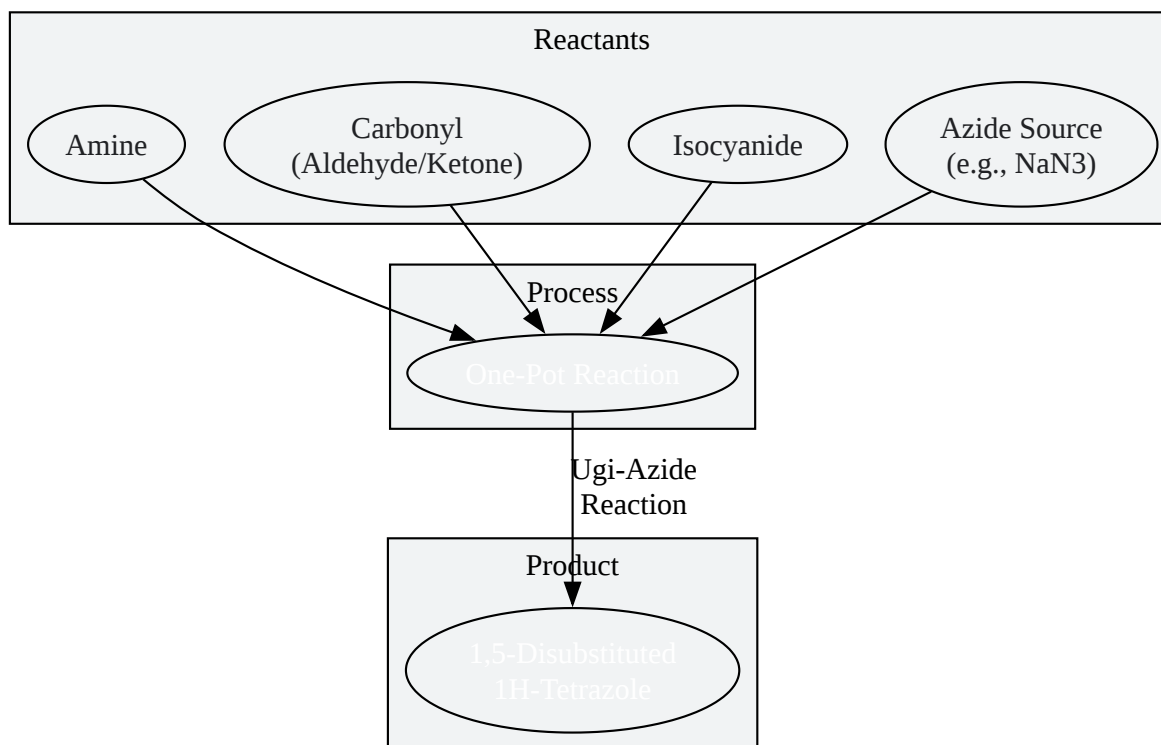 Reactants
Amine
Carbonyl
(Aldehyde/Ketone)
Isocyanide
Azide Source
(e.g., NaN3)
Process
One-Pot Reaction
Ugi-Azide
Reaction
Product
1,5-Disubstituted
1H-Tetrazole